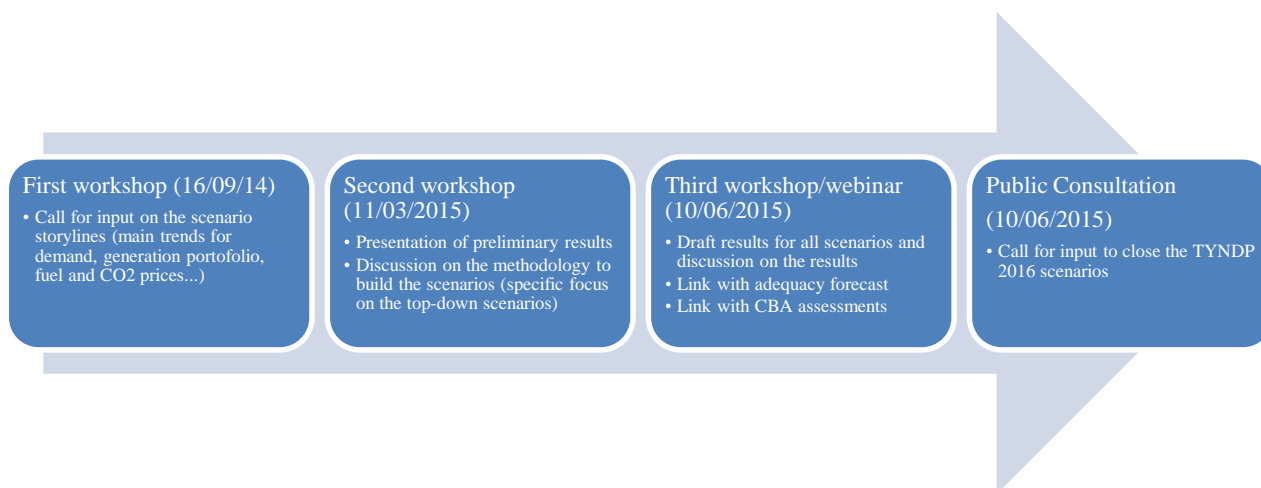 First workshop (16/09/14)
• Call for input on the scenario
storylines (main trends for
demand, generation portofolio,
fuel and CO2 prices...)
Second workshop
(11/03/2015)
• Presentation of preliminary results
• Discussion on the methodology to
build the scenarios (specific focus
on the top-down scenarios)
Third workshop/webinar
(10/06/2015)
• Draft results for all scenarios and
discussion on the results
• Link with adequacy forecast
• Link with CBA assessments
Public Consultation
(10/06/2015)
• Call for input to close the TYNDP
2016 scenarios